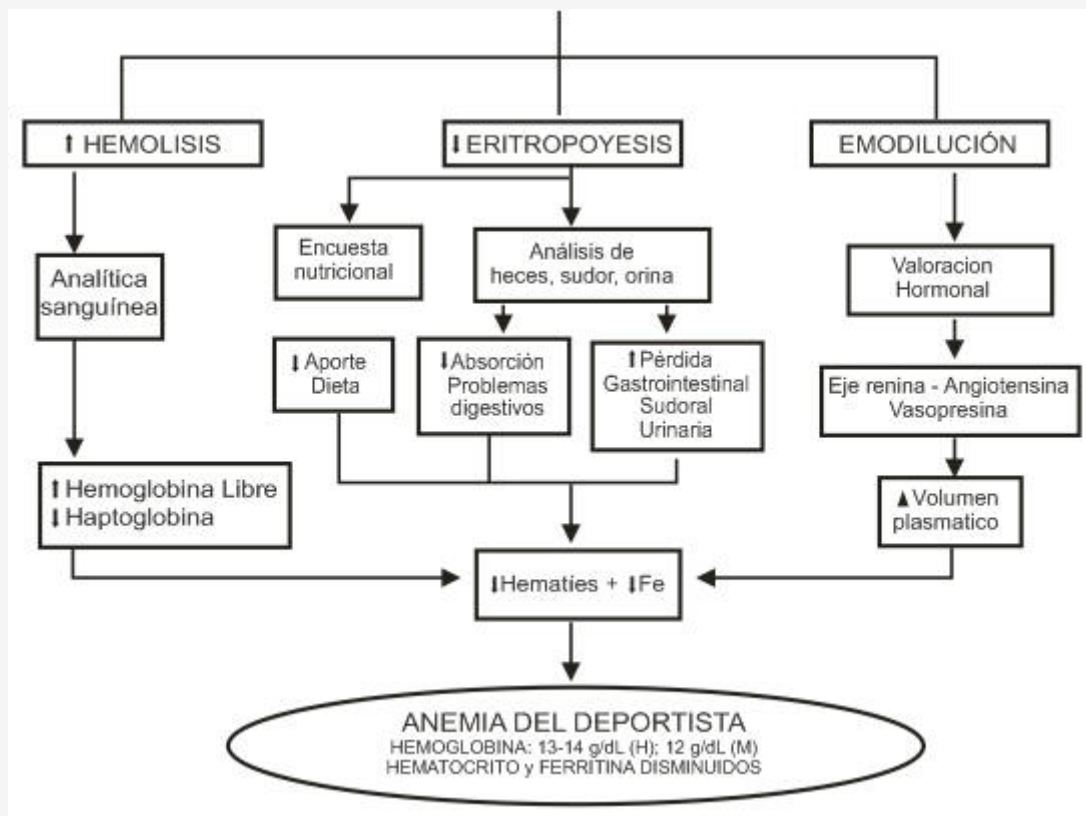 ↑ HEMOLISIS
↓ ERITROPOYESIS
EMODILUCIÓN
Encuesta
nutricional
Análisis de
heces, sudor, orina
Analítica
sanguínea
Valoracion
Hormonal
↓ Aporte
Dieta
↓ Absorción
Problemas
digestivos
↑ Pèrdida
Gastrointestinal
Sudoral
Urinaria
Eje renina - Angiotensina
Vasopresina
↑ Hemoglobina Libre
↓ Haptoglobina
▲ Volumen
plasmatico
↓Hematíes + ↓Fe
ANEMIA DEL DEPORTISTA
HEMOGLOBINA: 13-14 g/dL (H); 12 g/dL (M)
HEMATOCRITO y FERRITINA DISMINUIDOS